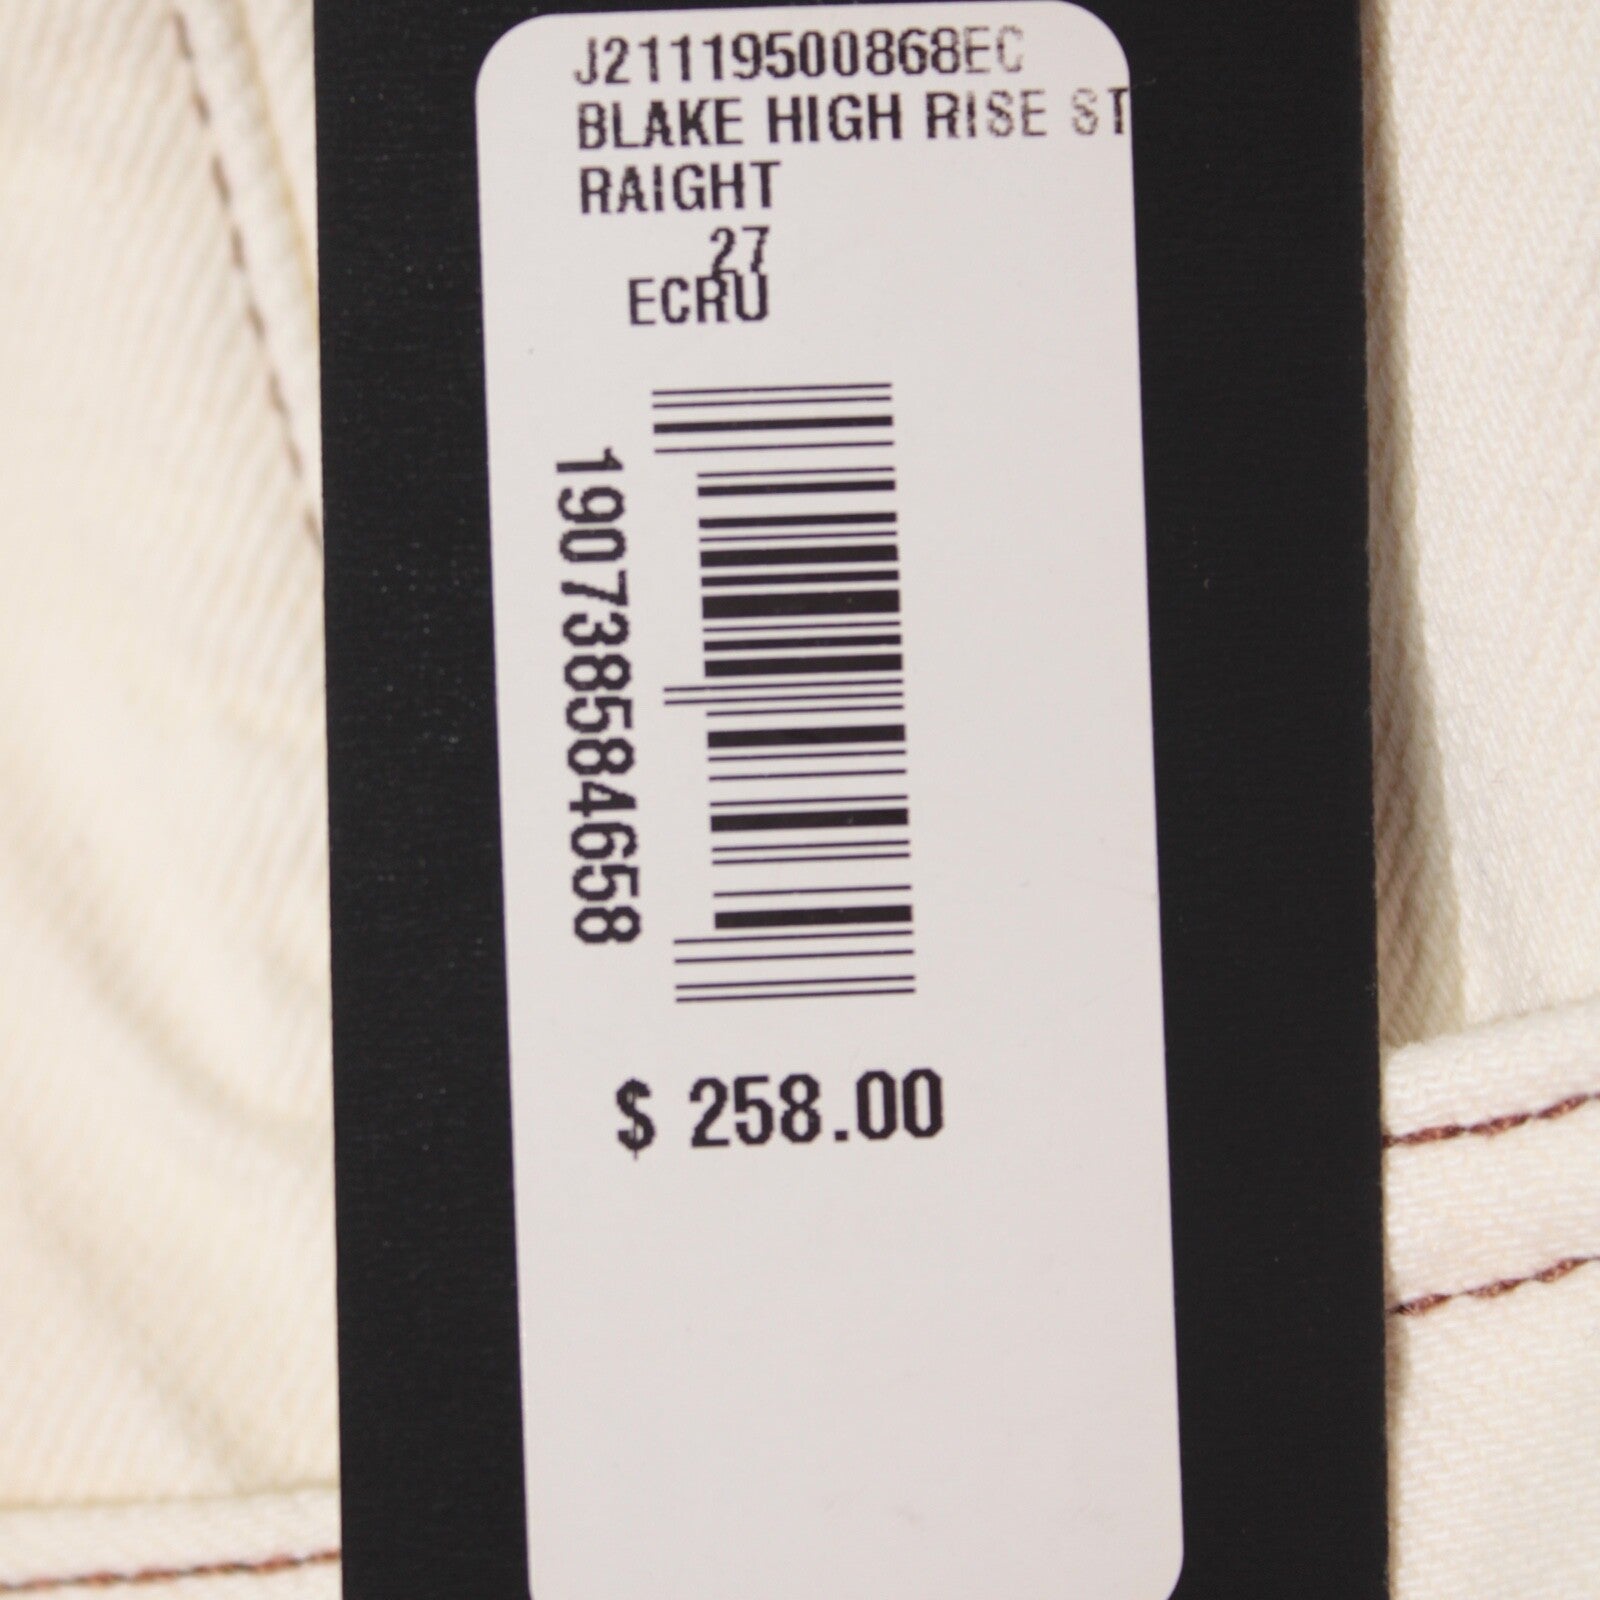 J21119500868EC
BLAKE HIGH RISE ST
RAIGHT
27
ECRU
190738584658
$ 258.00